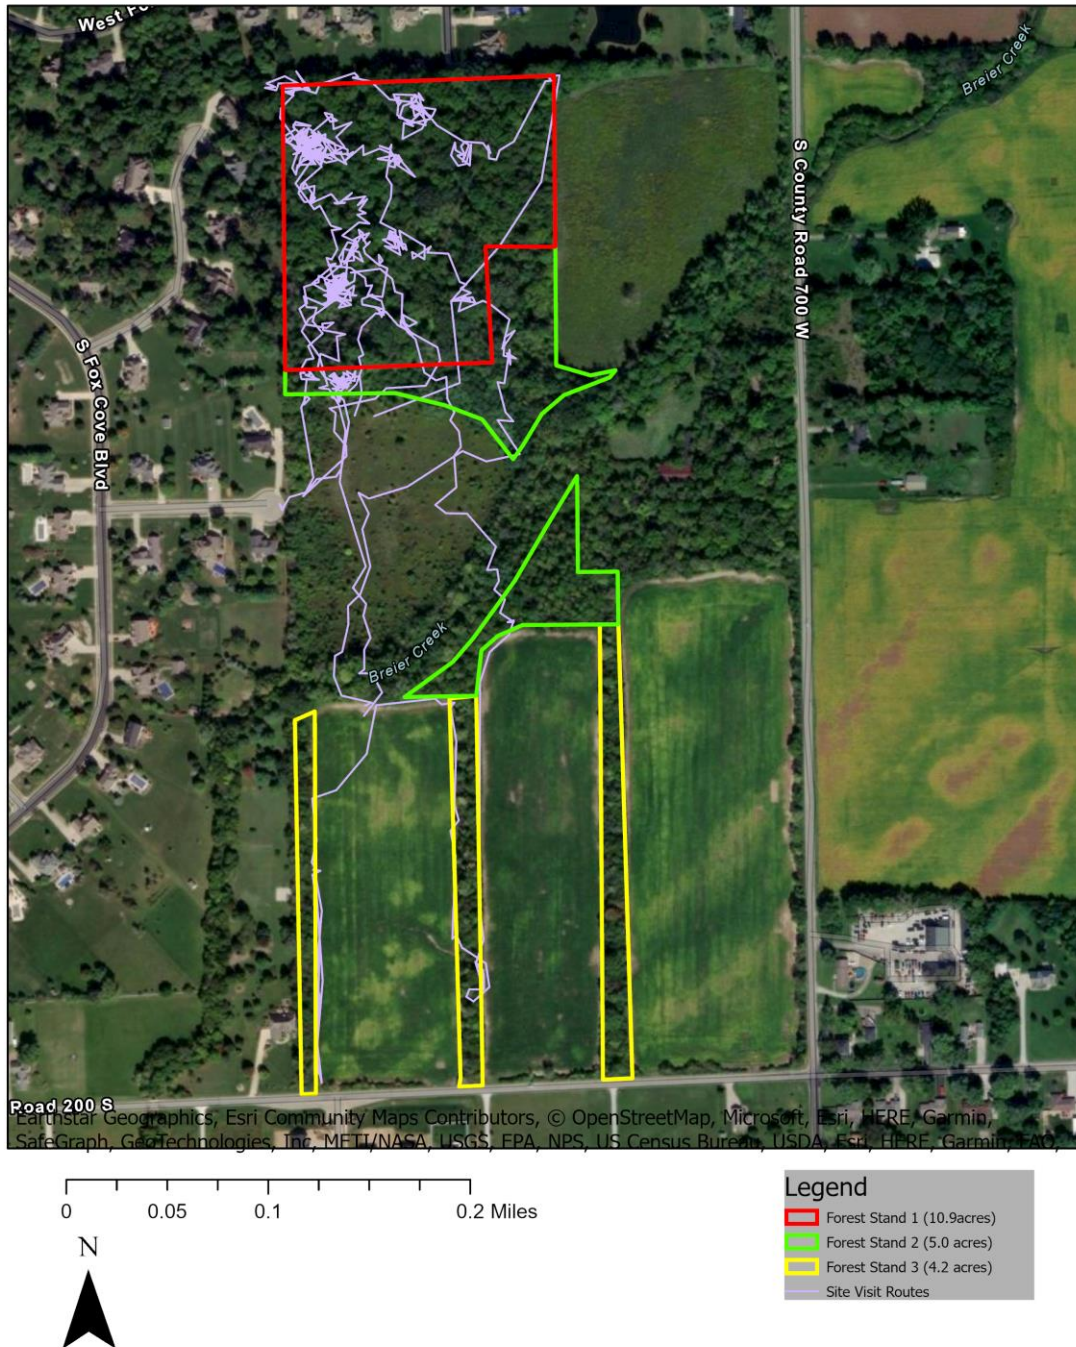 West Fo
Breier Creek
S County Road 700 W
S Fox Cove Blvd
Breier Creek
Road 200 S
Earthstar Geographics, Esri Community Maps Contributors, © OpenStreetMap, Microsoft, Esri, HERE, Garmin,
SafeGraph, GeoTechnologies, Inc, METI/NASA, USGS, EPA, NPS, US Census Bureau, USDA, Esri, HERE, Garmin, FAO,
0 0.05 0.1 0.2 Miles
N
Legend
Forest Stand 1 (10.9acres)
Forest Stand 2 (5.0 acres)
Forest Stand 3 (4.2 acres)
Site Visit Routes